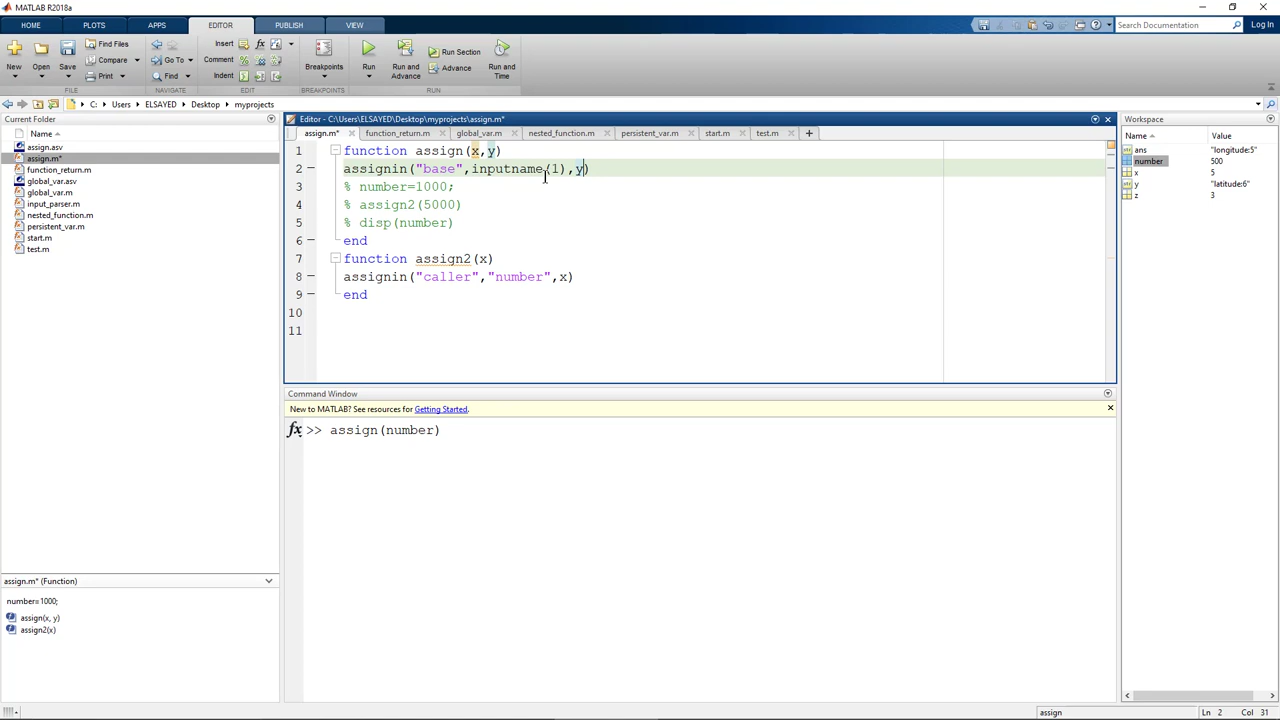 MATLAB R2018a
HOME PLOTS APPS EDITOR PUBLISH VIEW
Search Documentation Log In
New Open Save Find Files Compare Print
Go To Find
Insert fx
Comment
Indent
Breakpoints
Run Run and Advance Run Section Advance Run and Time
FILE NAVIGATE EDIT BREAKPOINTS RUN
C: Users ELSAYED Desktop myprojects
Current Folder
Name
assign.asv
assign.m*
function_return.m
global_var.asv
global_var.m
input_parser.m
nested_function.m
persistent_var.m
start.m
test.m
assign.m* (Function)
number=1000;
assign(x, y)
assign2(x)
Editor - C:\Users\ELSAYED\Desktop\myprojects\assign.m*
assign.m* function_return.m global_var.m nested_function.m persistent_var.m start.m test.m
1 function assign(x,y)
2 assignin("base",inputname(1),y)
3 % number=1000;
4 % assign2(5000)
5 % disp(number)
6 end
7 function assign2(x)
8 assignin("caller","number",x)
9 end
10
11
Command Window
New to MATLAB? See resources for Getting Started.
fx >> assign(number)
Workspace
Name Value
ans "longitude:5"
number 500
x 5
y "latitude:6"
z 3
assign Ln 2 Col 31